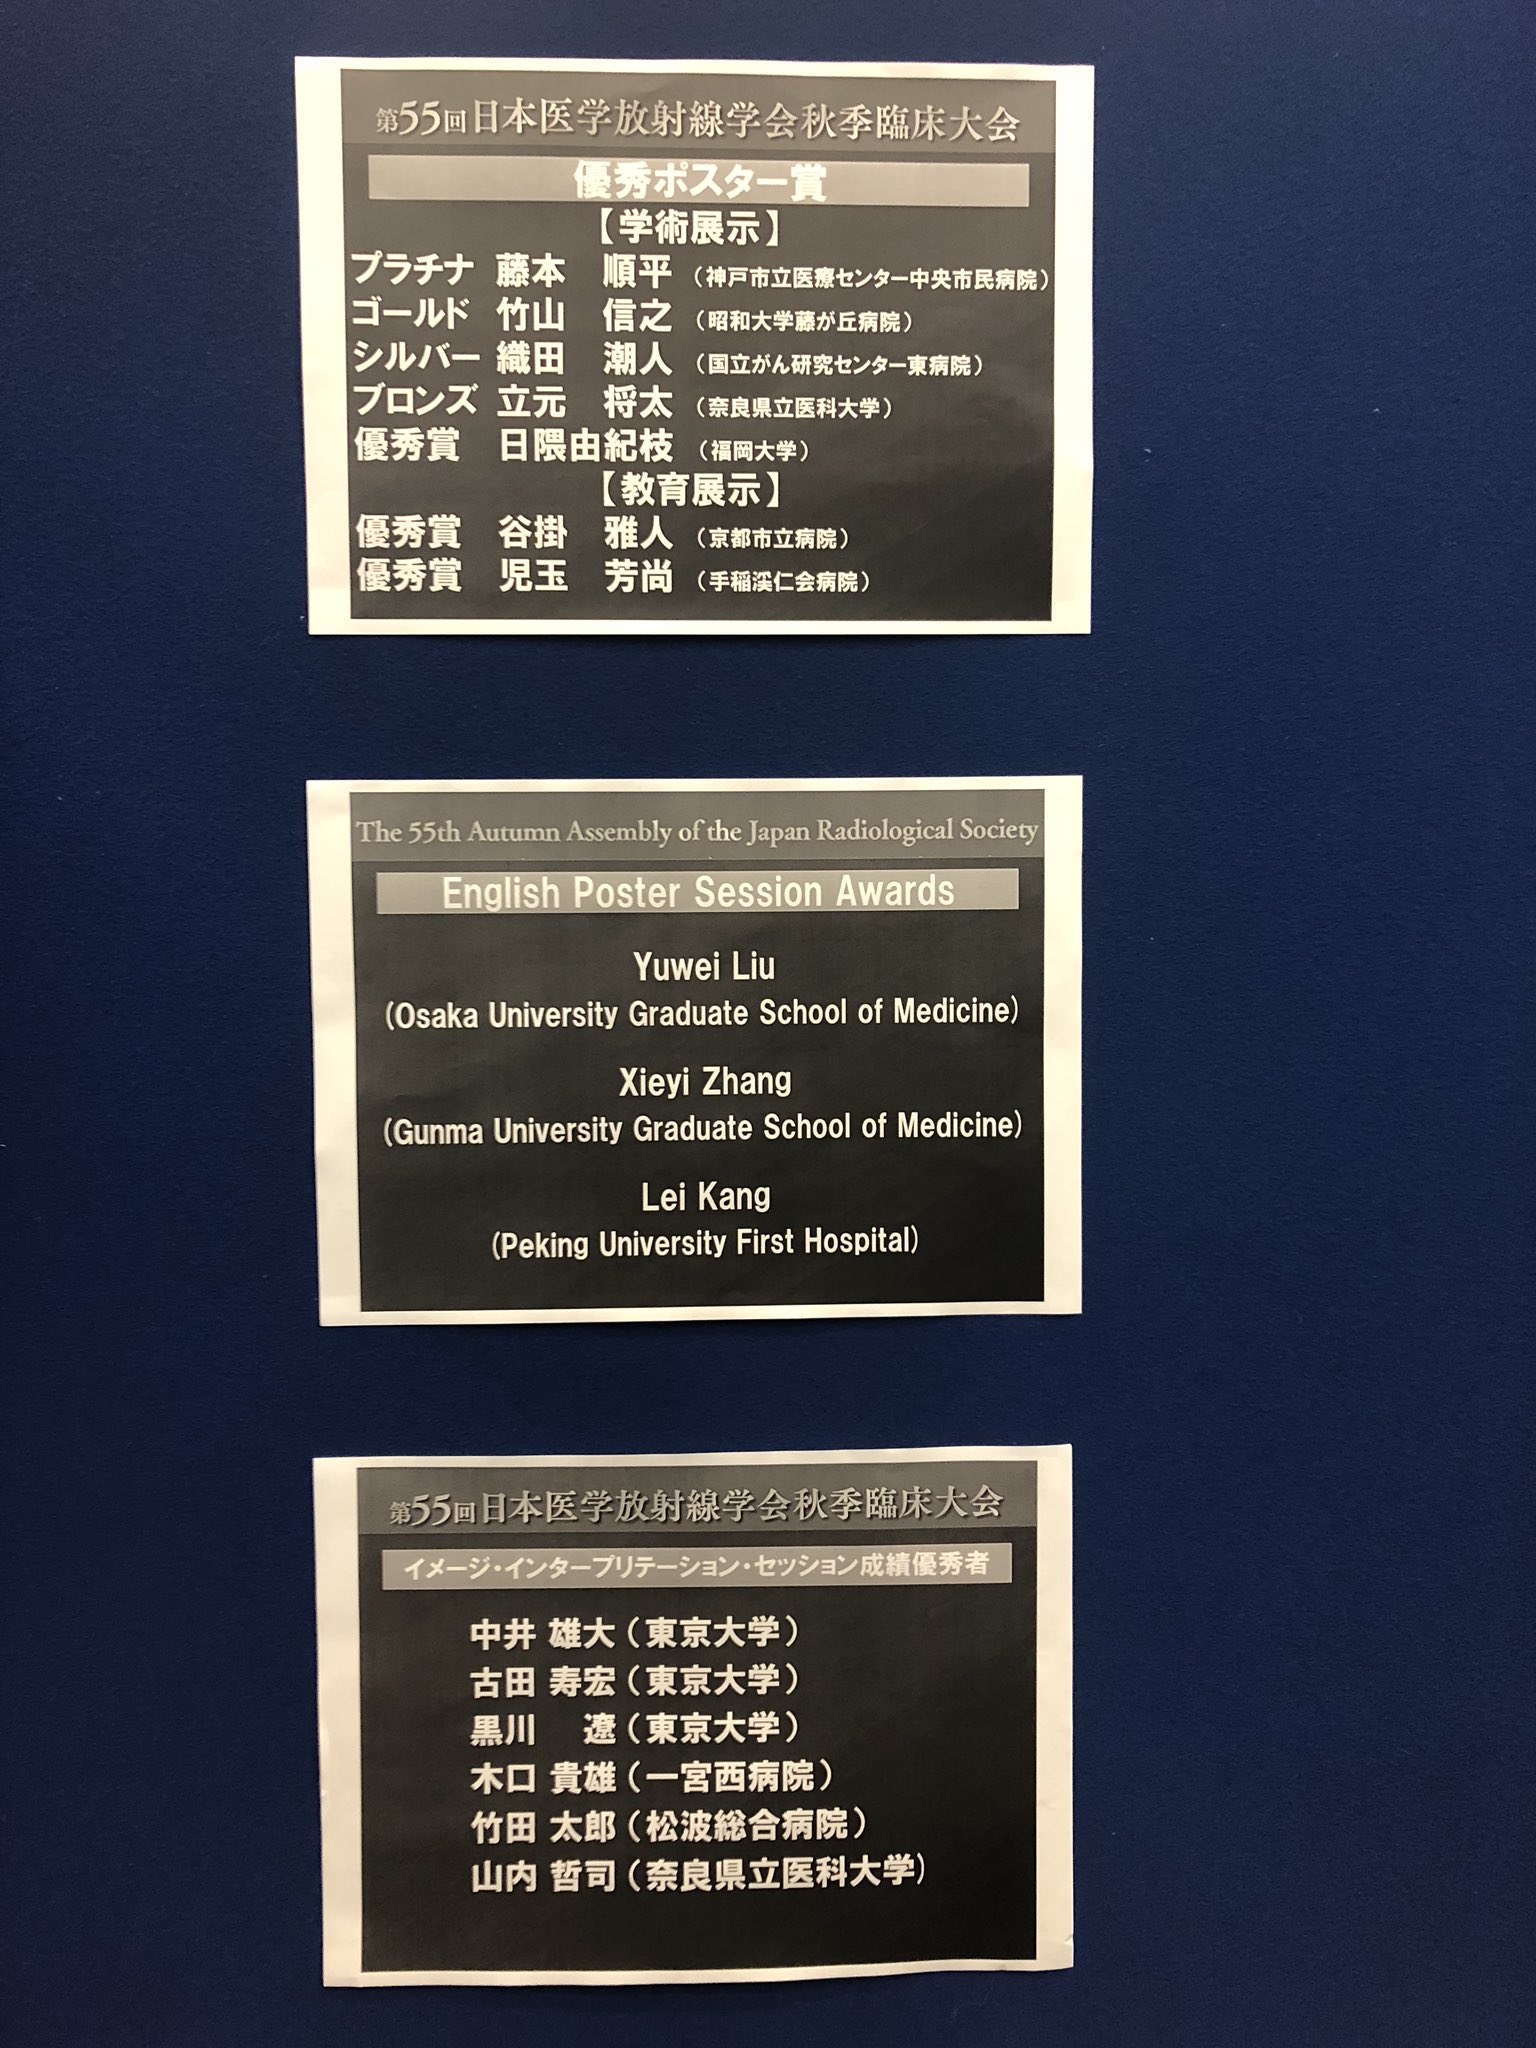 第55回日本医学放射線学会秋季臨床大会
優秀ポスター賞
【学術展示】
プラチナ 藤本 順平 (神戸市立医療センター中央市民病院)
ゴールド 竹山 信之 (昭和大学藤が丘病院)
シルバー 織田 潮人 (国立がん研究センター東病院)
ブロンズ 立元 将太 (奈良県立医科大学)
優秀賞 日隈由紀枝 (福岡大学)
【教育展示】
優秀賞 谷掛 雅人 (京都市立病院)
優秀賞 児玉 芳尚 (手稲渓仁会病院)
The 55th Autumn Assembly of the Japan Radiological Society
English Poster Session Awards
Yuwei Liu
(Osaka University Graduate School of Medicine)
Xieyi Zhang
(Gunma University Graduate School of Medicine)
Lei Kang
(Peking University First Hospital)
第55回日本医学放射線学会秋季臨床大会
イメージ・インタープリテーション・セッション成績優秀者
中井 雄大（東京大学）
古田 寿宏（東京大学）
黒川 遼（東京大学）
木口 貴雄（一宮西病院）
竹田 太郎（松波総合病院）
山内 哲司（奈良県立医科大学)